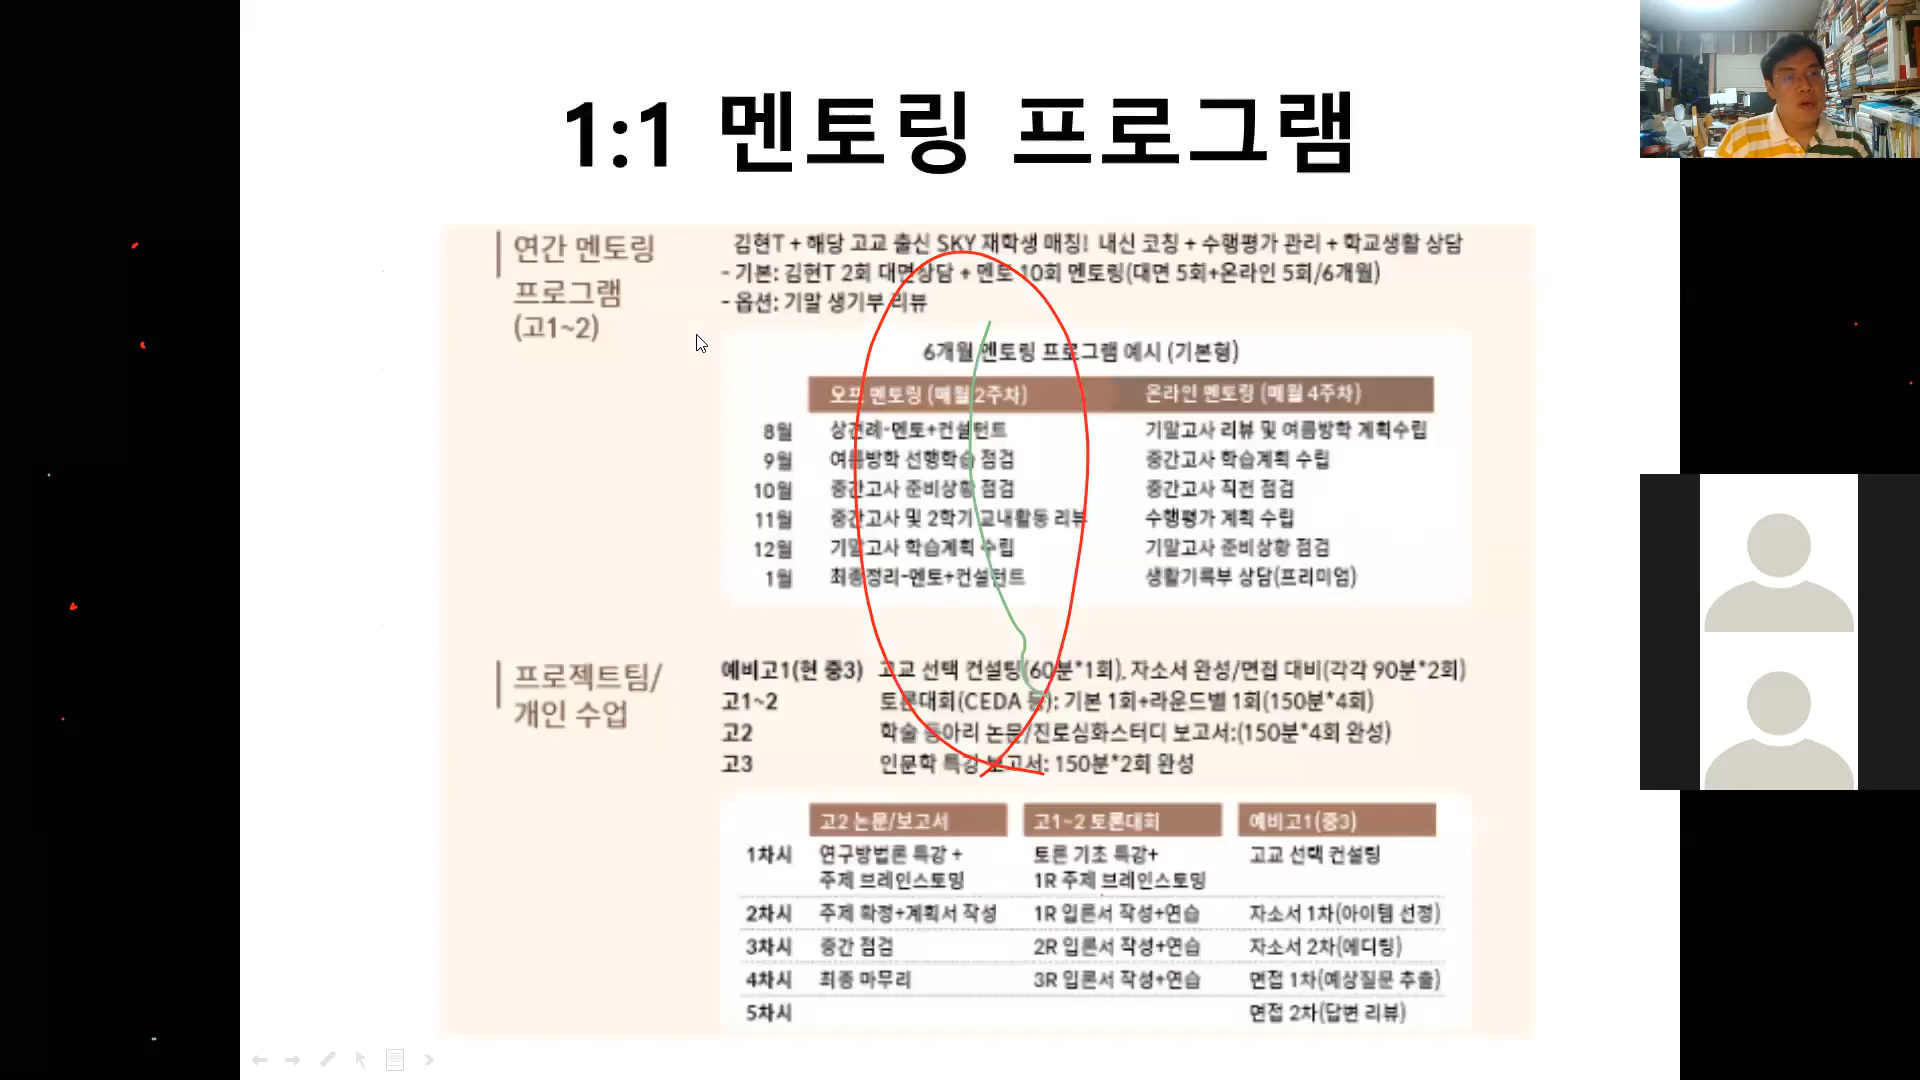 1:1 멘토링 프로그램
연간 멘토링
프로그램
(고1~2)
김현T + 해당 고교 출신 SKY 재학생 매칭! 내신 코칭 + 수행평가 관리 + 학교생활 상담
- 기본: 김현T 2회 대면상담 + 멘토 10회 멘토링(대면 5회+온라인 5회/6개월)
- 옵션: 기말 생기부 리뷰
6개월 멘토링 프로그램 예시 (기본형)
오프 멘토링 (매월 2주차) 온라인 멘토링 (매월 4주차)
8월 상견례-멘토+컨설턴트 기말고사 리뷰 및 여름방학 계획수립
9월 여름방학 선행학습 점검 중간고사 학습계획 수립
10월 중간고사 준비상황 점검 중간고사 직전 점검
11월 중간고사 및 2학기 교내활동 리뷰 수행평가 계획 수립
12월 기말고사 학습계획 수립 기말고사 준비상황 점검
1월 최종정리-멘토+컨설턴트 생활기록부 상담(프리미엄)
프로젝트팀/
개인 수업
예비고1(현 중3) 고교 선택 컨설팅(60분*1회), 자소서 완성/면접 대비(각각 90분*2회)
고1~2 토론대회(CEDA 등): 기본 1회+라운드별 1회(150분*4회)
고2 학술 동아리 논문/진로심화스터디 보고서:(150분*4회 완성)
고3 인문학 특강 보고서: 150분*2회 완성
고2 논문/보고서 고1~2 토론대회 예비고1(중3)
1차시 연구방법론 특강 + 토론 기초 특강+ 고교 선택 컨설팅
주제 브레인스토밍 1R 주제 브레인스토밍
2차시 주제 확정+계획서 작성 1R 입론서 작성+연습 자소서 1차(아이템 선정)
3차시 중간 점검 2R 입론서 작성+연습 자소서 2차(에디팅)
4차시 최종 마무리 3R 입론서 작성+연습 면접 1차(예상질문 추출)
5차시 면접 2차(답변 리뷰)